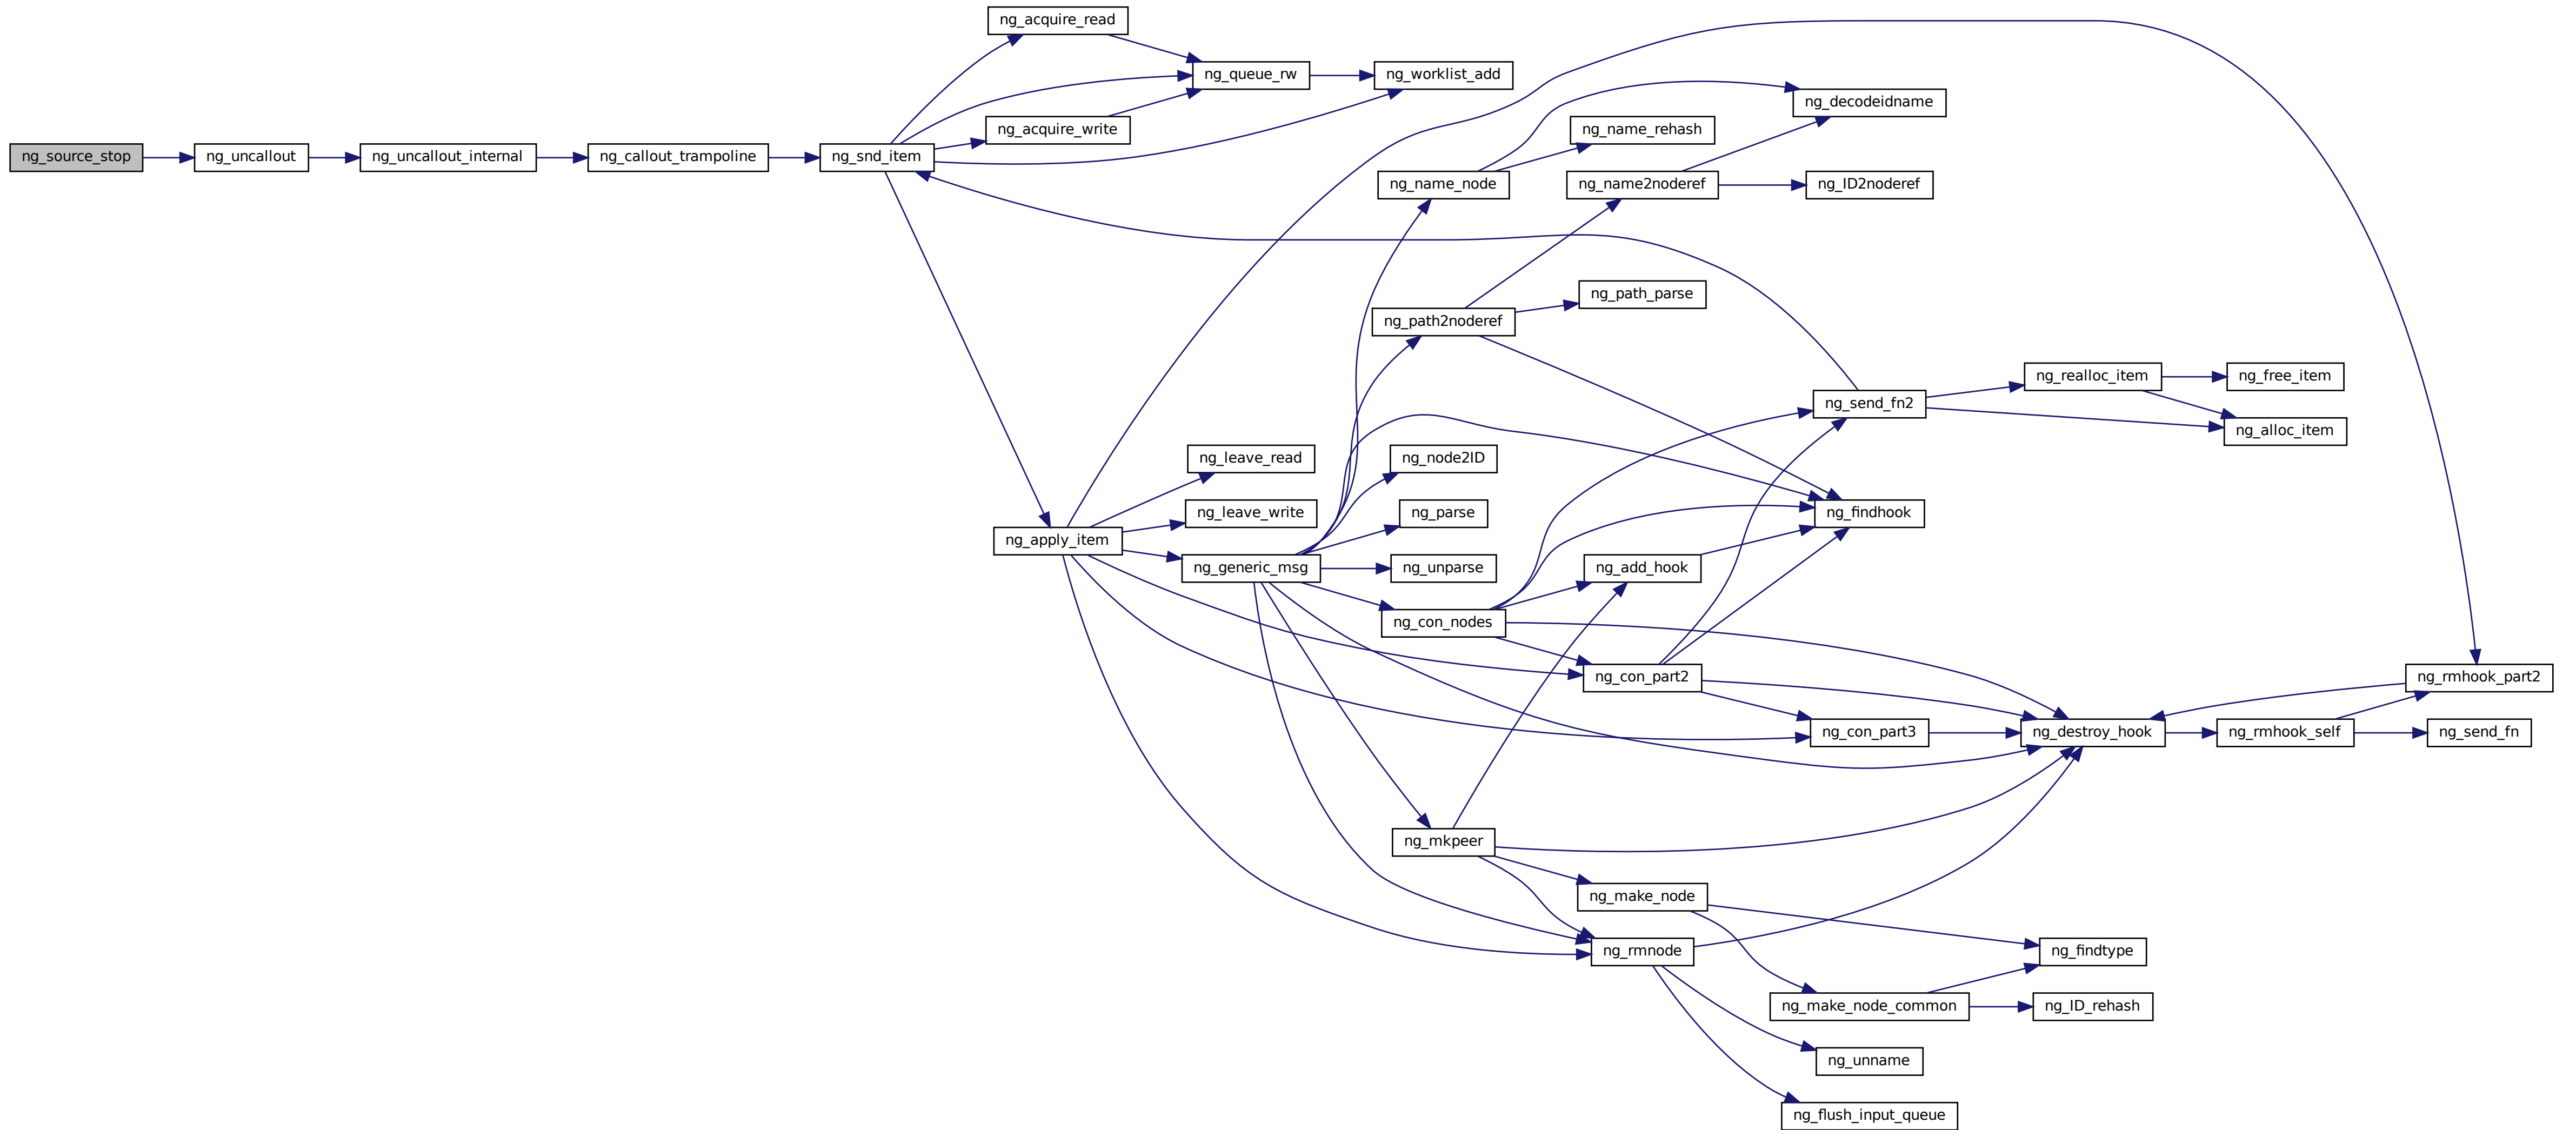 ng_acquire_read
ng_queue_rw
ng_worklist_add
ng_decodeidname
ng_acquire_write
ng_name_rehash
ng_source_stop
ng_uncallout
ng_uncallout_internal
ng_callout_trampoline
ng_snd_item
ng_name_node
ng_name2noderef
ng_ID2noderef
ng_path_parse
ng_path2noderef
ng_realloc_item
ng_free_item
ng_send_fn2
ng_alloc_item
ng_leave_read
ng_node2ID
ng_leave_write
ng_parse
ng_findhook
ng_apply_item
ng_generic_msg
ng_unparse
ng_add_hook
ng_con_nodes
ng_con_part2
ng_rmhook_part2
ng_con_part3
ng_destroy_hook
ng_rmhook_self
ng_send_fn
ng_mkpeer
ng_make_node
ng_rmnode
ng_findtype
ng_make_node_common
ng_ID_rehash
ng_unname
ng_flush_input_queue